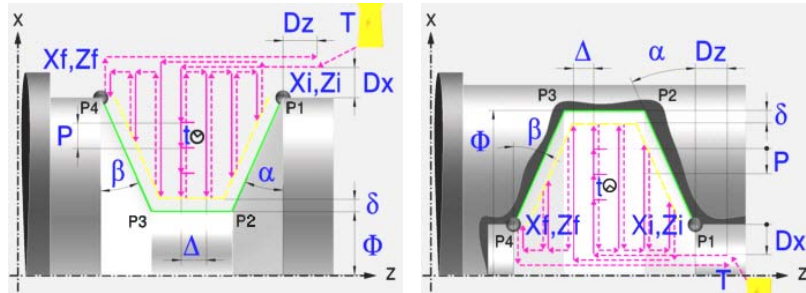 X
Dz
T
Xf,Zf
Xi,Zi
Dx
P4
P1
P
t
β
α
δ
P3
P2
Δ
Φ
Z
X
Δ
α
Dz
P3
P2
δ
Φ
β
P
t
Xf,Zf
Xi,Zi
P4
P1
Dx
T
Z